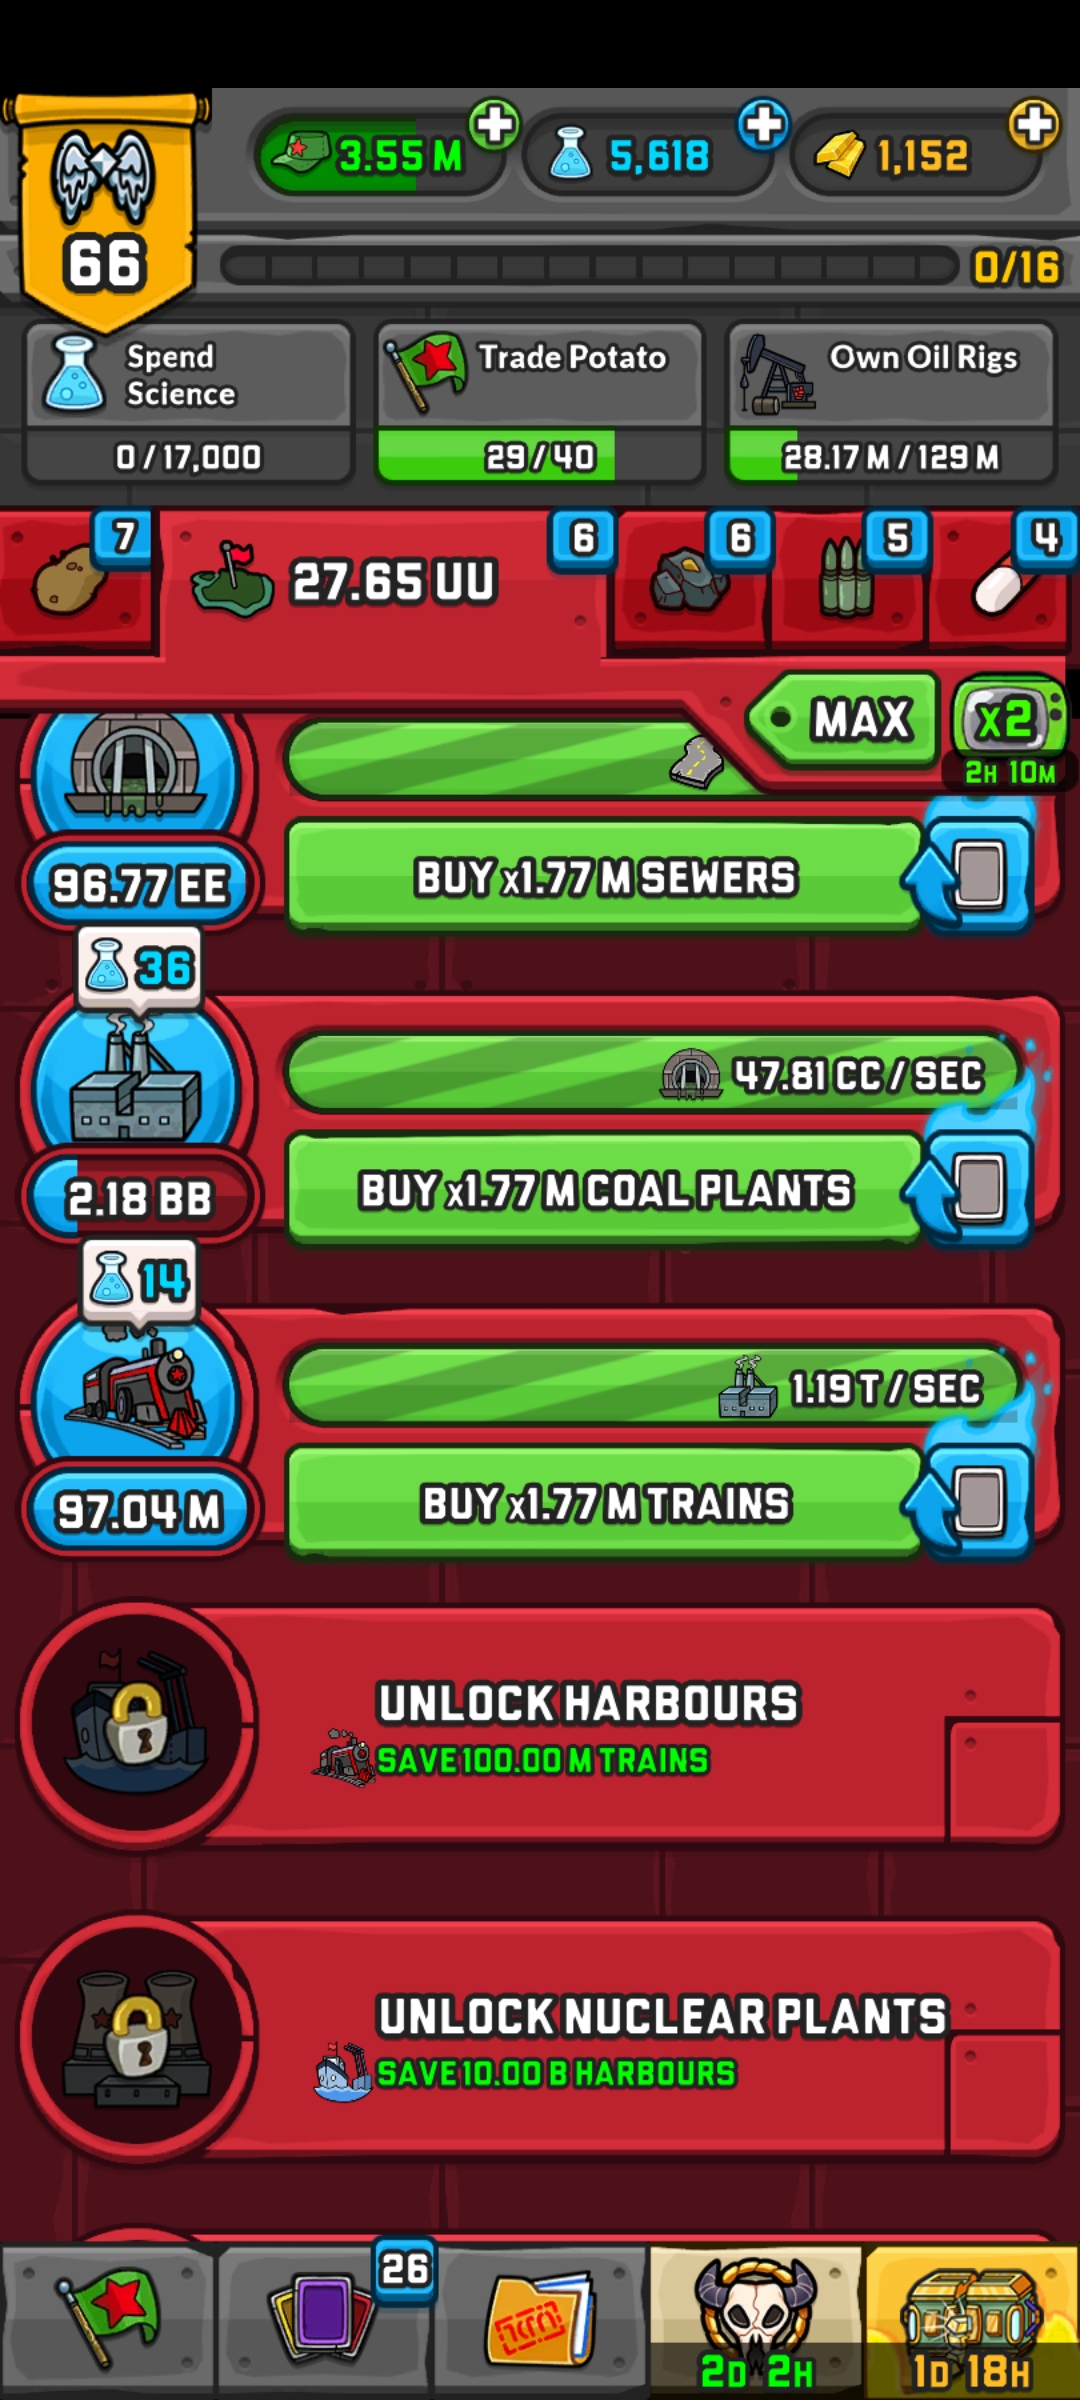 3.55 M
5,618
1,152
66
0/16
Spend
Science
0 / 17,000
Trade Potato
29 / 40
Own Oil Rigs
28.17 M / 129 M
7
27.65 UU
6
6
5
4
MAX
x2
2H 10M
96.77 EE
BUY x1.77 M SEWERS
36
47.81 CC / SEC
2.18 BB
BUY x1.77 M COAL PLANTS
14
1.19 T / SEC
97.04 M
BUY x1.77 M TRAINS
UNLOCK HARBOURS
SAVE 100.00 M TRAINS
UNLOCK NUCLEAR PLANTS
SAVE 10.00 B HARBOURS
26
2D 2H
1D 18H